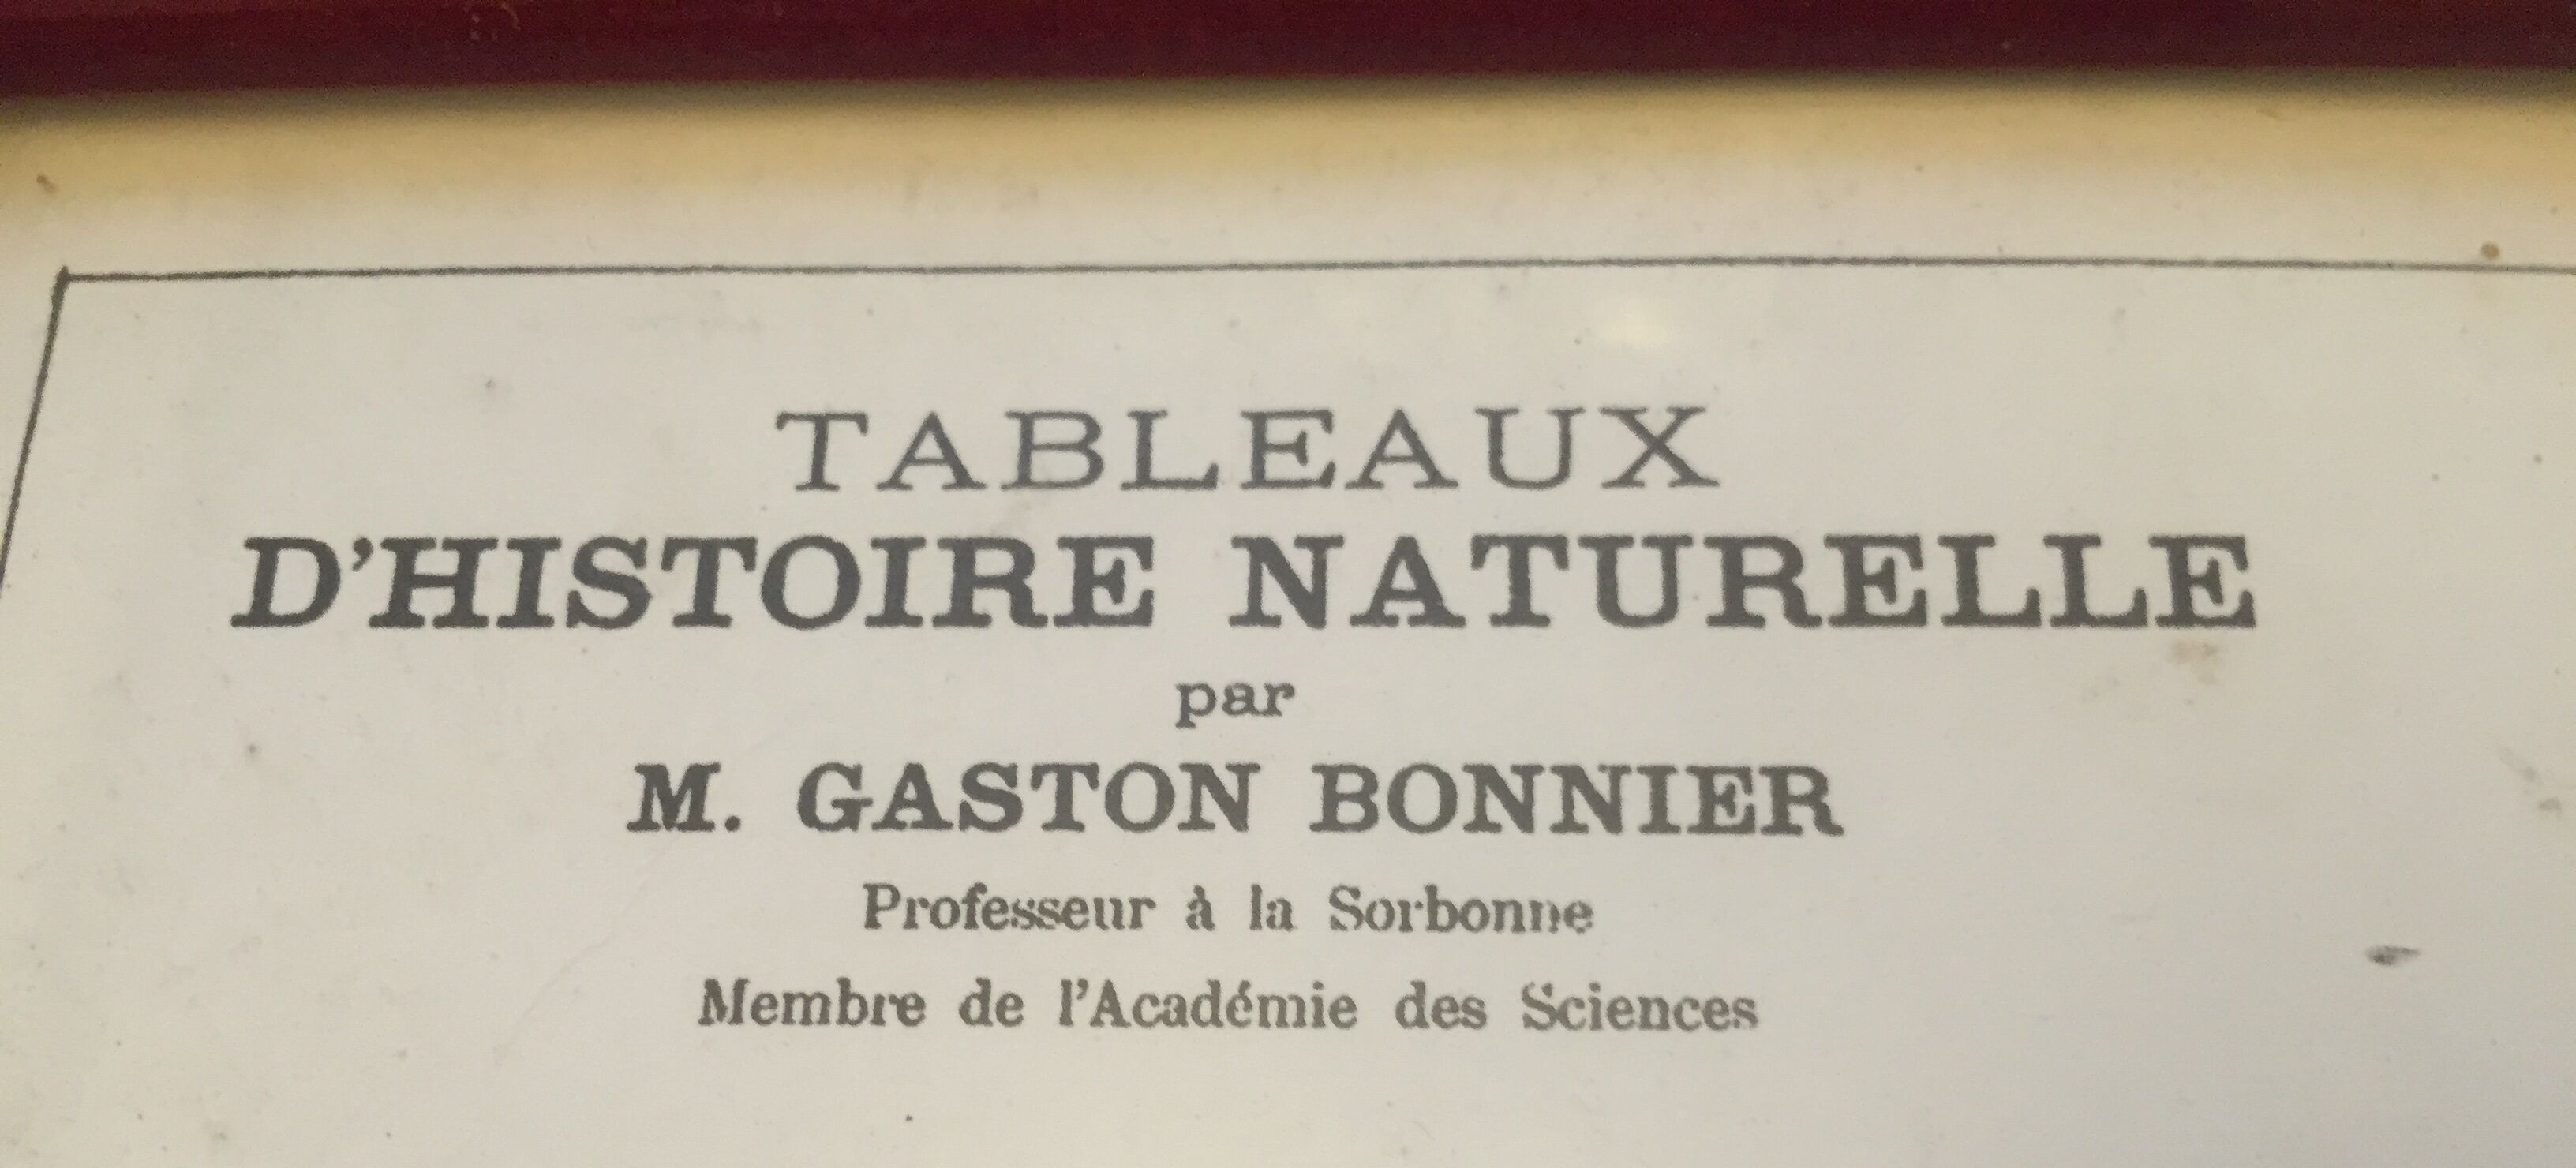 TABLEAUX
D'HISTOIRE NATURELLE
par
M. GASTON BONNIER
Professeur à la Sorbonne
Membre de l'Académie des Sciences